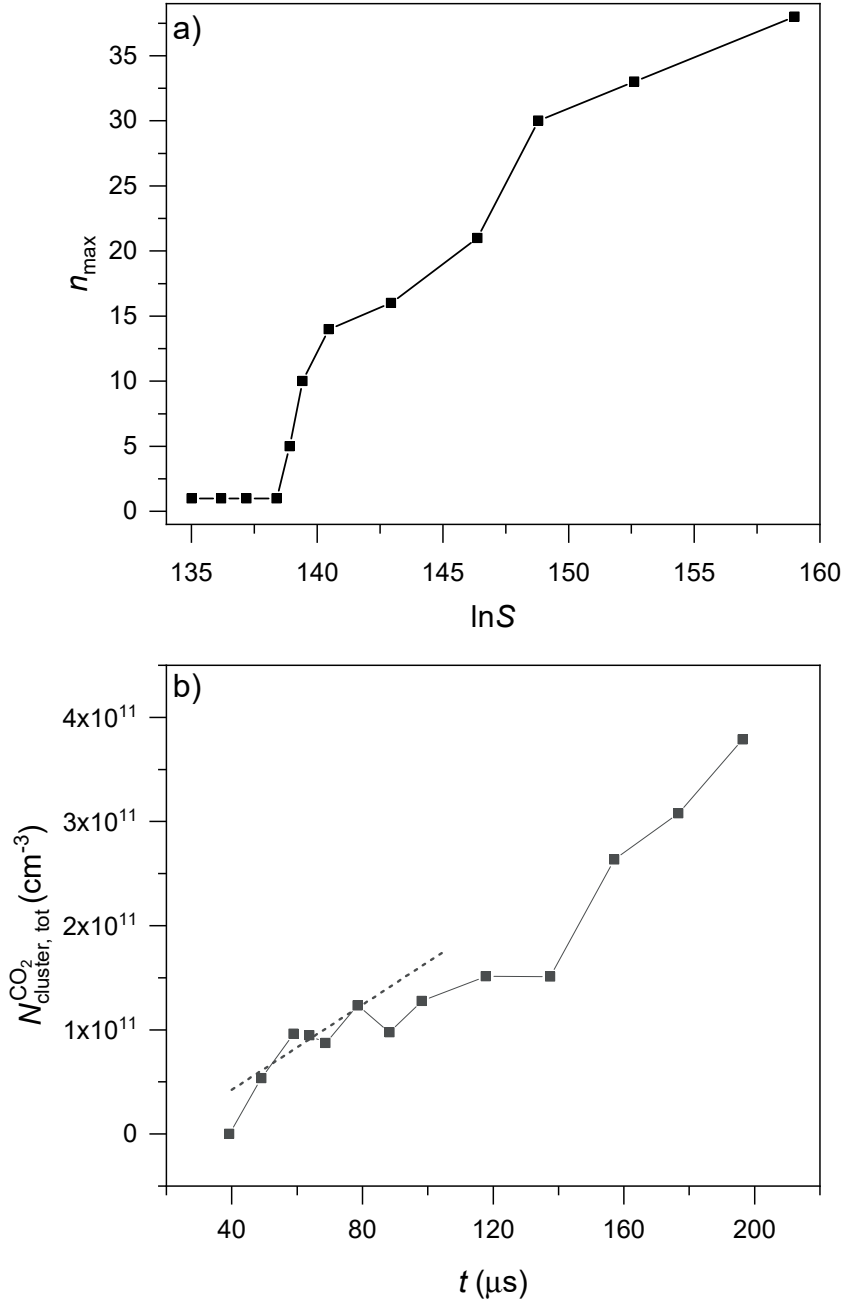 a)
35
30
25
20
15
10
5
0
n_max
135 140 145 150 155 160
lnS
b)
4x10^11
3x10^11
2x10^11
1x10^11
0
N^CO₂_cluster, tot (cm^-3)
40 80 120 160 200
t (μs)